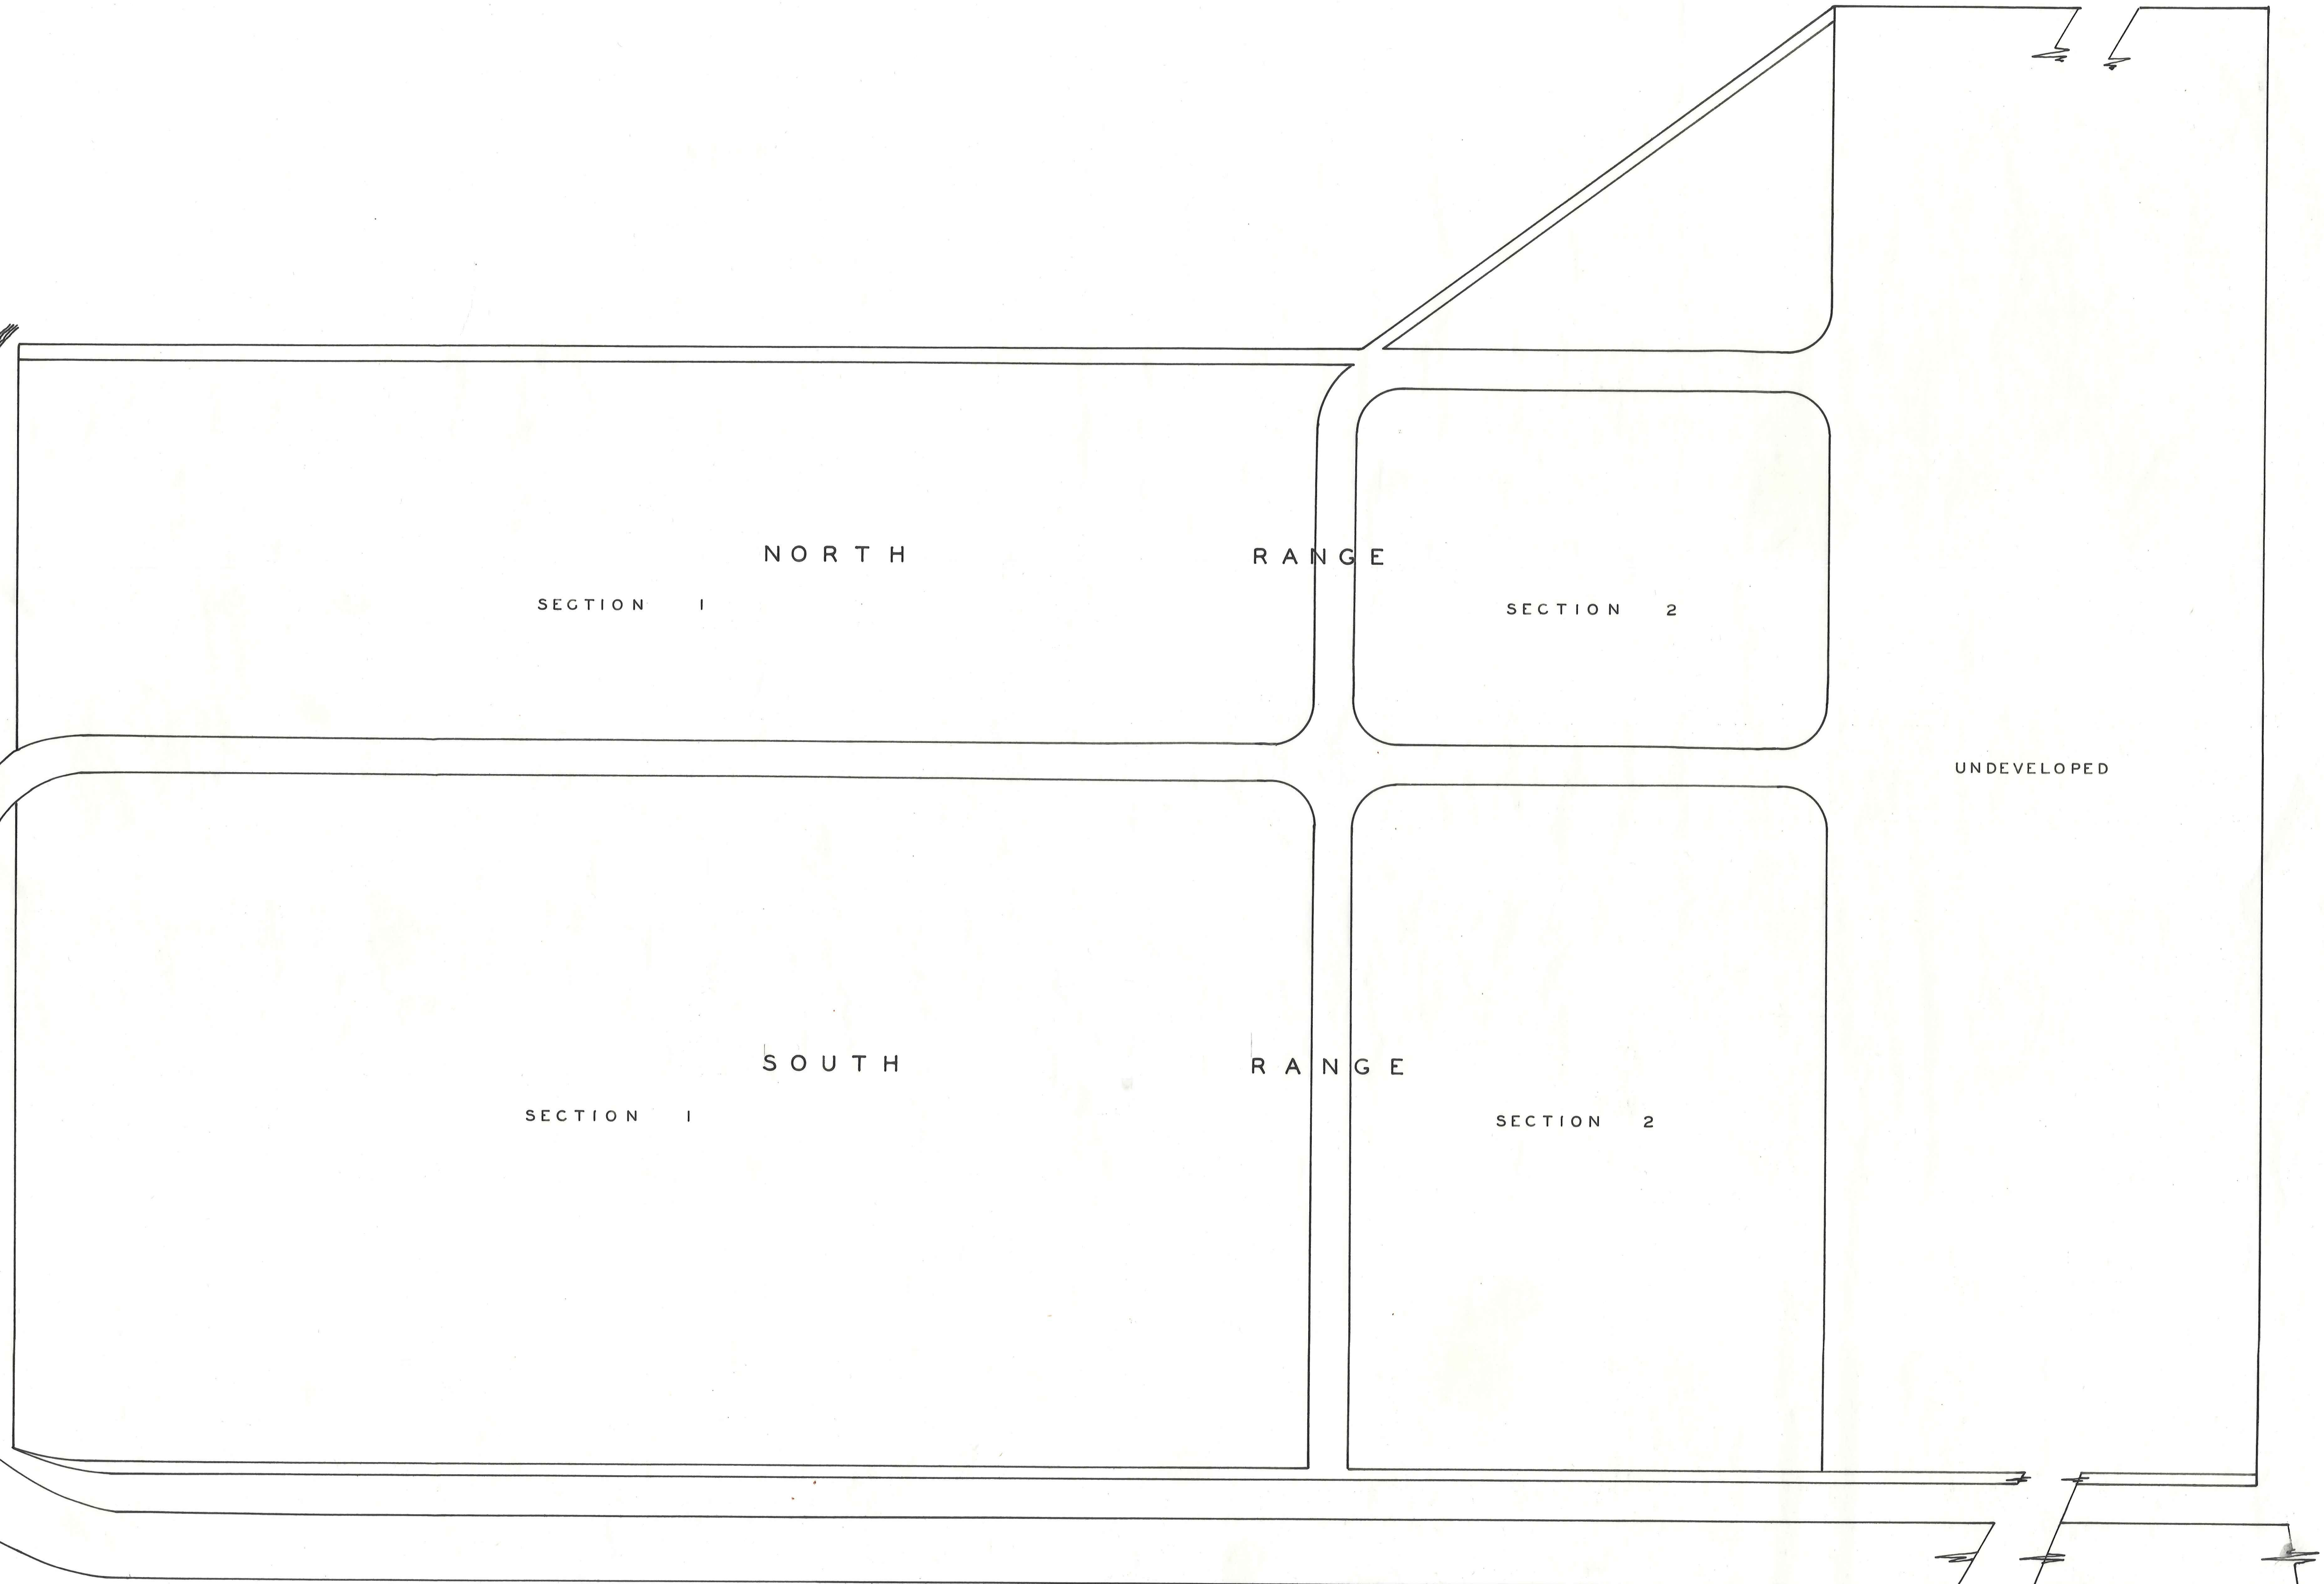 NORTH RANGE
SECTION 1 SECTION 2
UNDEVELOPED
SOUTH RANGE
SECTION 1 SECTION 2